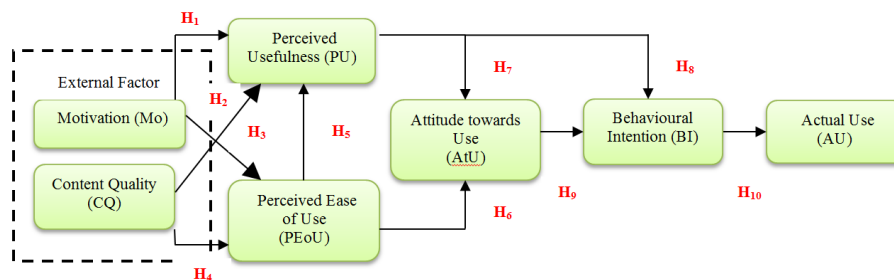 H1
Perceived
Usefulness (PU)
External Factor
H2
H7
H8
Motivation (Mo)
H3
H5
Attitude towards
Use
(AtU)
Behavioural
Intention (BI)
Actual Use
(AU)
Content Quality
(CQ)
Perceived Ease
of Use
(PEoU)
H6
H9
H10
H4